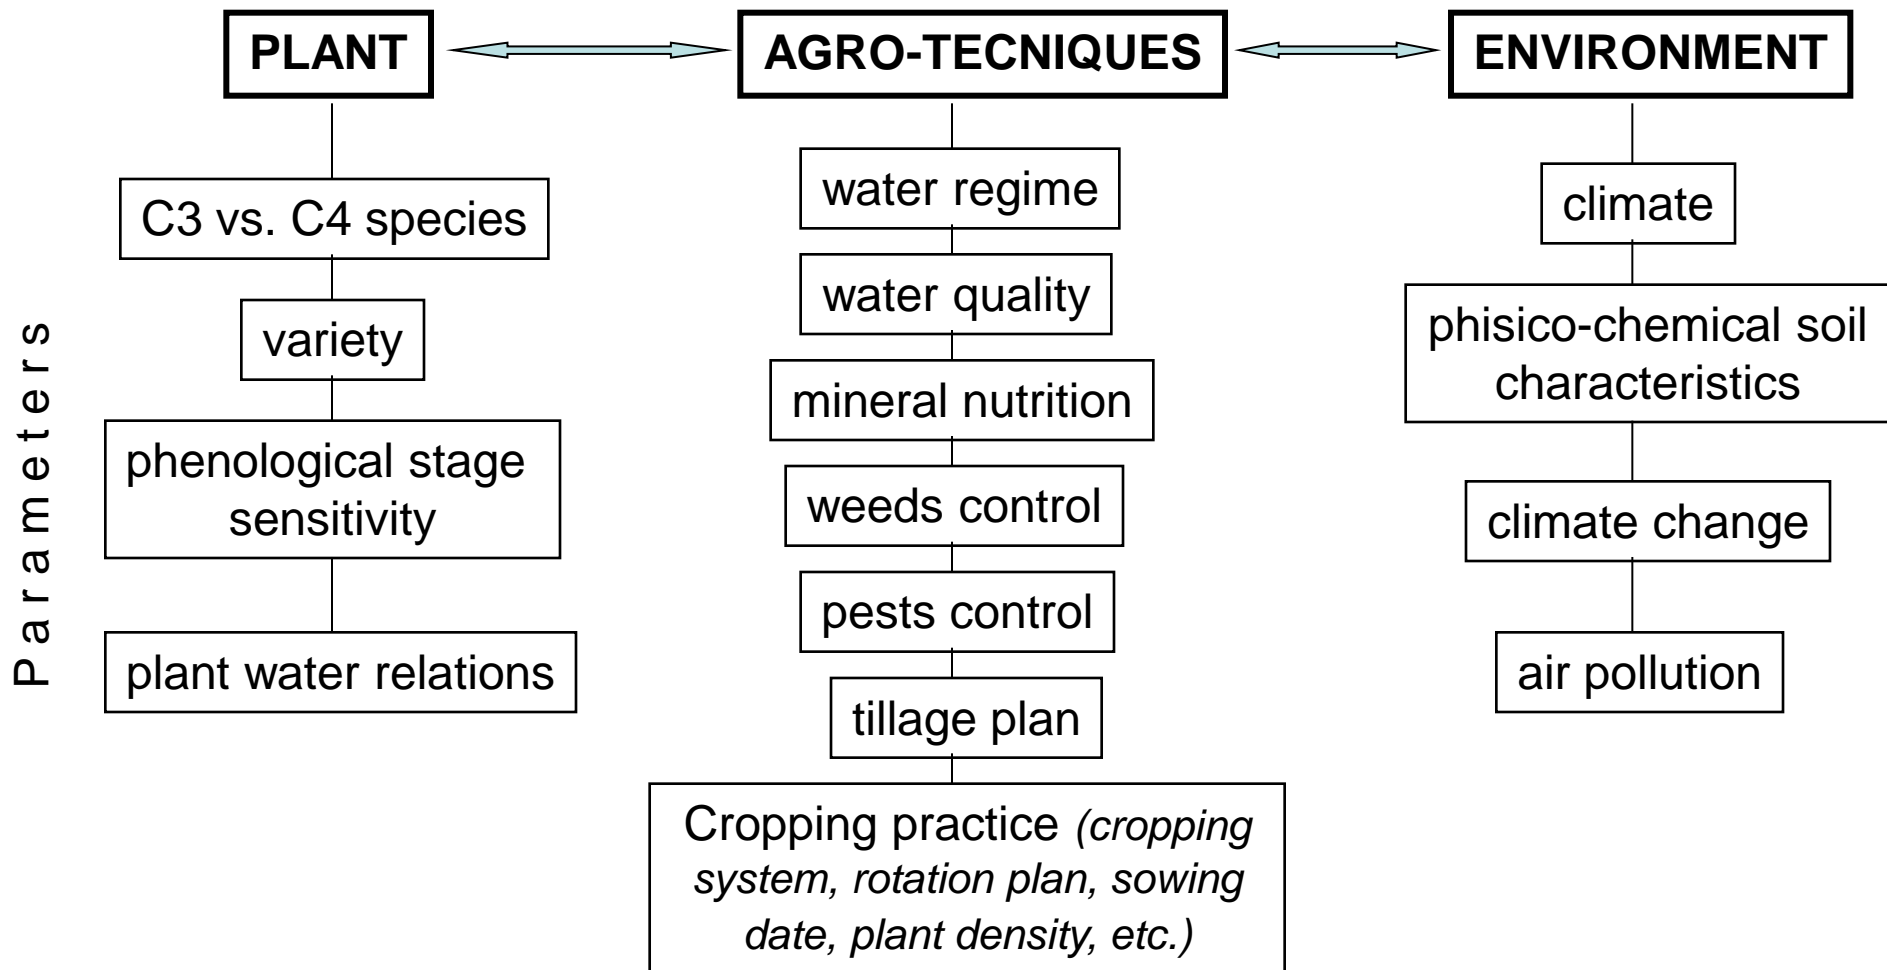 PLANT
AGRO-TECNIQUES
ENVIRONMENT
Parameters
C3 vs. C4 species
variety
phenological stage
sensitivity
plant water relations
water regime
water quality
mineral nutrition
weeds control
pests control
tillage plan
Cropping practice (cropping
system, rotation plan, sowing
date, plant density, etc.)
climate
phisico-chemical soil
characteristics
climate change
air pollution